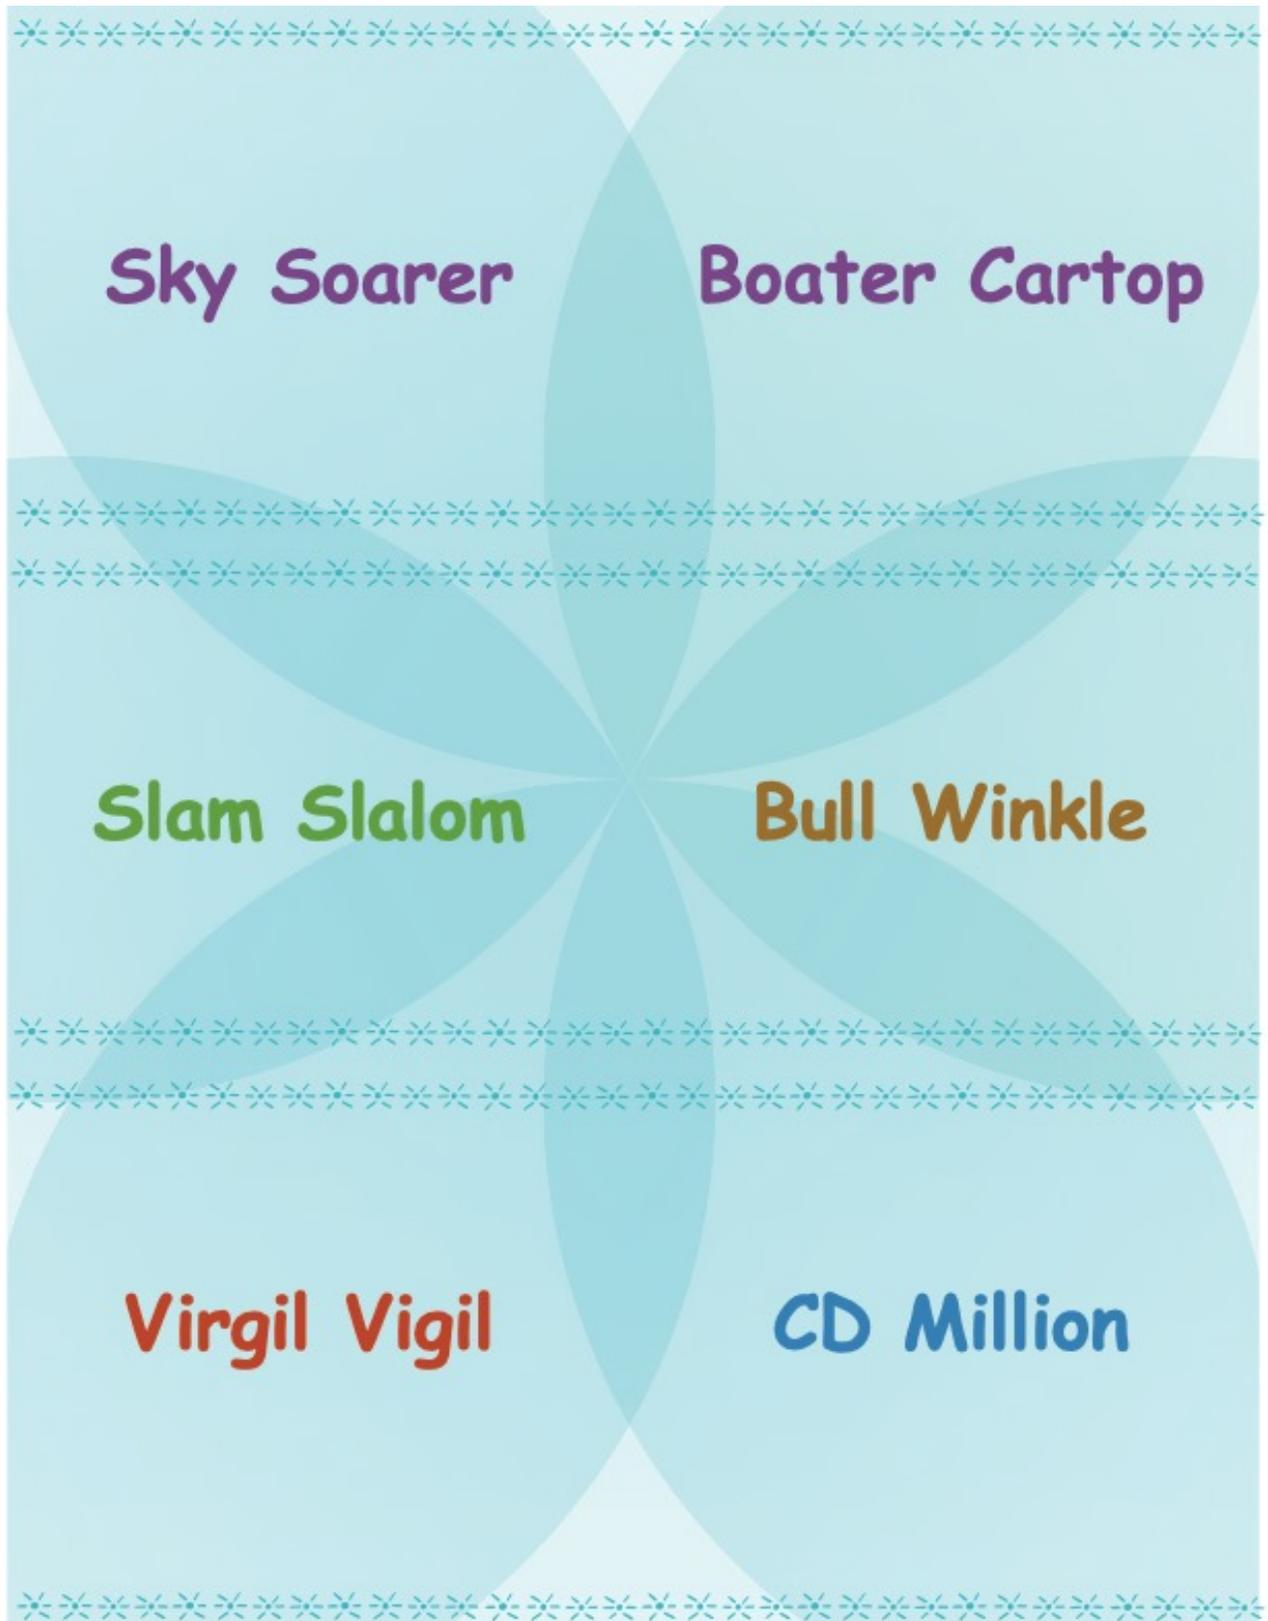 Sky Soarer
Boater Cartop
Slam Slalom
Bull Winkle
Virgil Vigil
CD Million